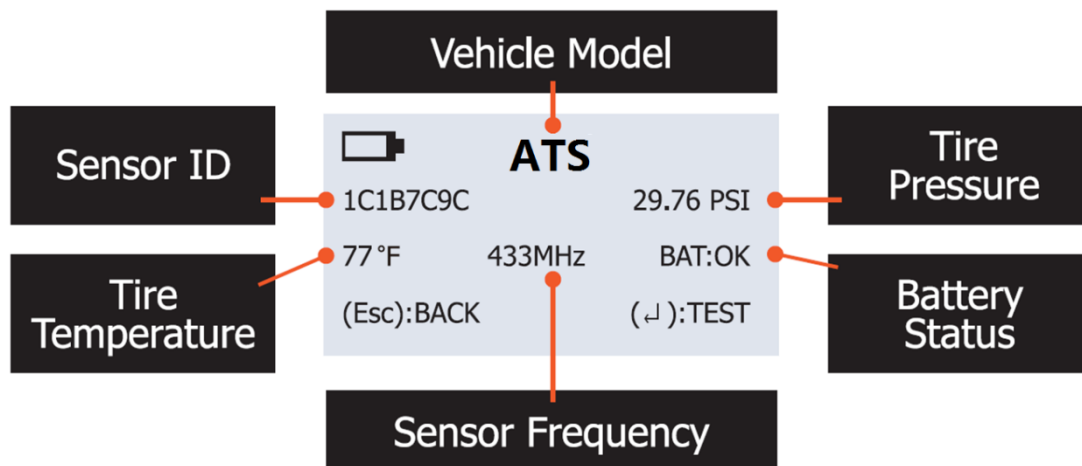 Vehicle Model
Sensor ID
ATS
Tire
Pressure
1C1B7C9C
29.76 PSI
77°F
433MHz
BAT:OK
Tire
Temperature
(Esc):BACK
(↵):TEST
Battery
Status
Sensor Frequency